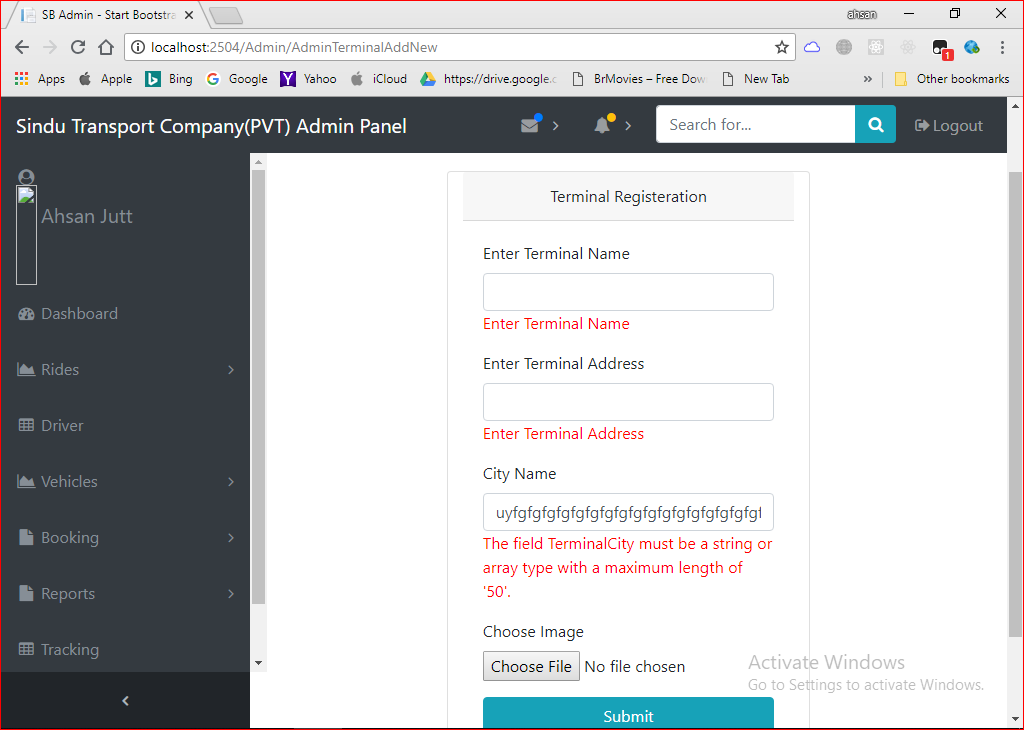 SB Admin - Start Bootstra
ahsan
localhost:2504/Admin/AdminTerminalAddNew
1
Apps Apple Bing Google Yahoo iCloud https://drive.google.c BrMovies – Free Dow New Tab » Other bookmarks
Sindu Transport Company(PVT) Admin Panel
Search for...
Logout
Ahsan Jutt
Dashboard
Rides
Driver
Vehicles
Booking
Reports
Tracking
Terminal Registeration
Enter Terminal Name
Enter Terminal Name
Enter Terminal Address
Enter Terminal Address
City Name
uyfgfgfgfgfgfgfgfgfgfgfgfgfgfgfgfgfgf
The field TerminalCity must be a string or
array type with a maximum length of
'50'.
Choose Image
Choose File No file chosen
Submit
Activate Windows
Go to Settings to activate Windows.